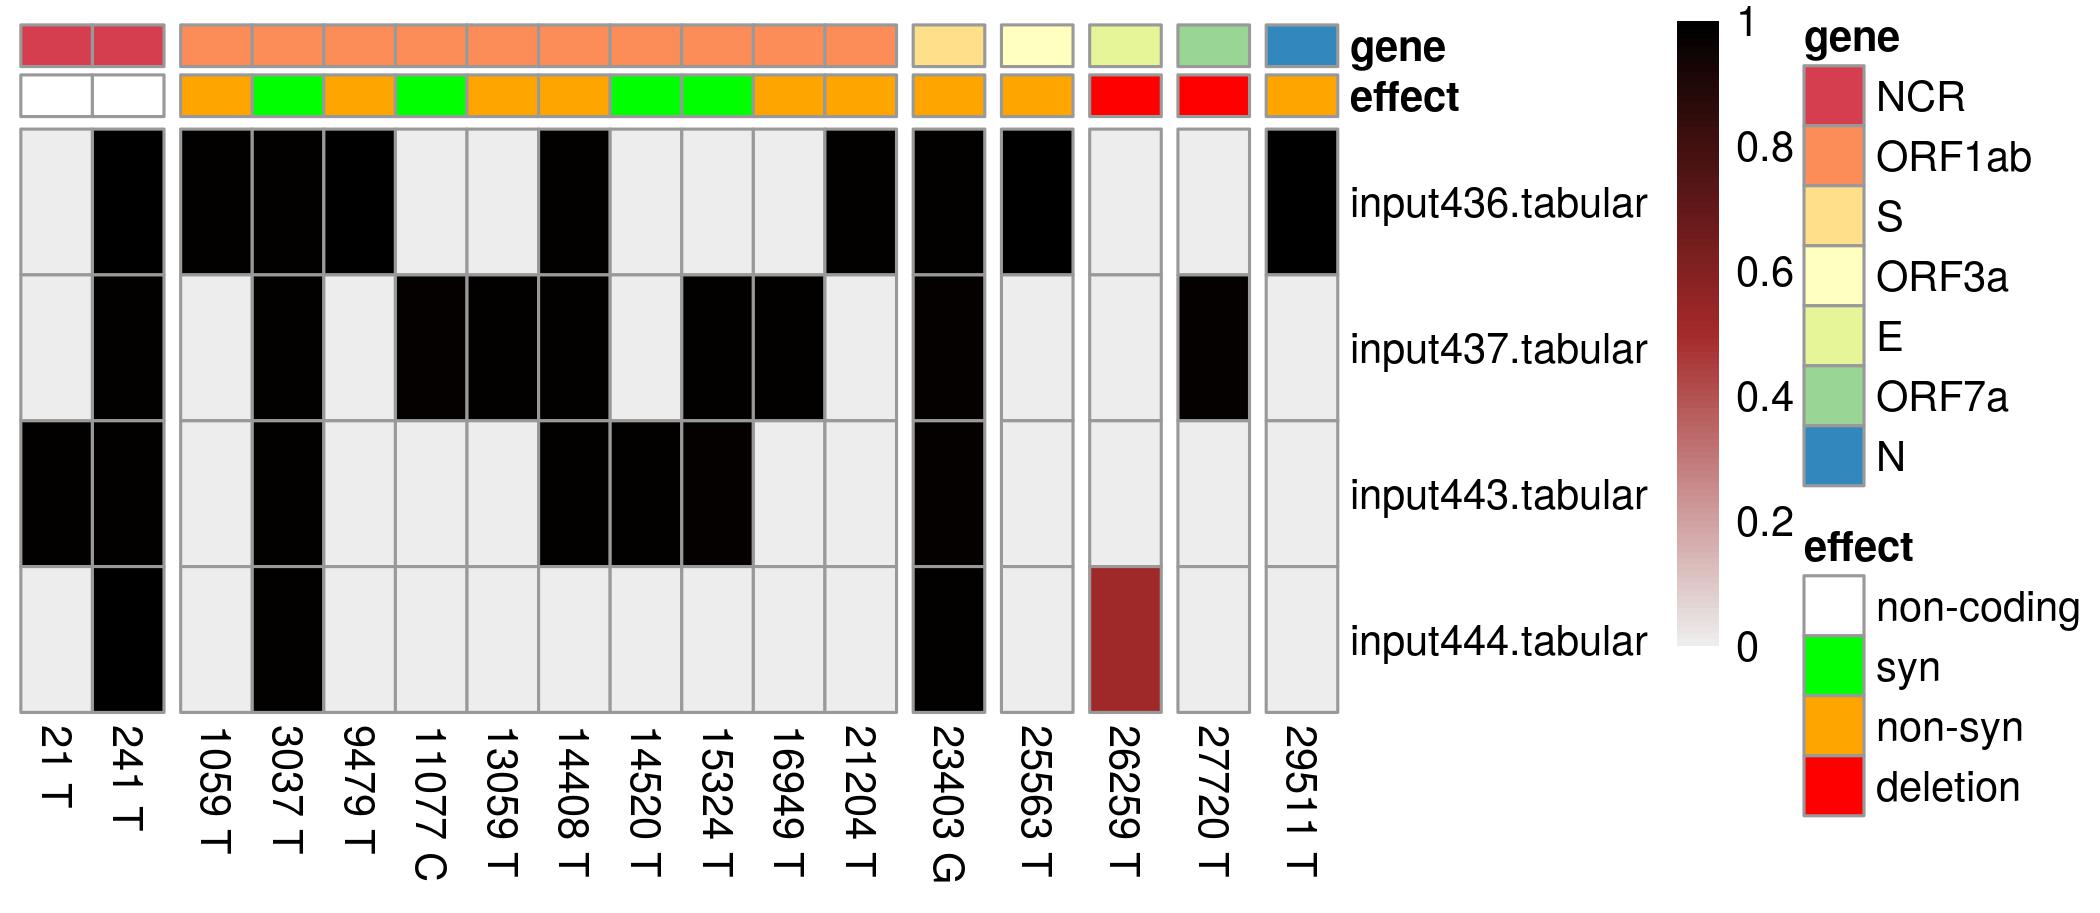 gene
effect
input436.tabular
input437.tabular
input443.tabular
input444.tabular
21 T
241 T
1059 T
3037 T
9479 T
11077 C
13059 T
14408 T
14520 T
15324 T
16949 T
21204 T
23403 G
25563 T
26259 T
27720 T
29511 T
1
0.8
0.6
0.4
0.2
0
gene
NCR
ORF1ab
S
ORF3a
E
ORF7a
N
effect
non-coding
syn
non-syn
deletion